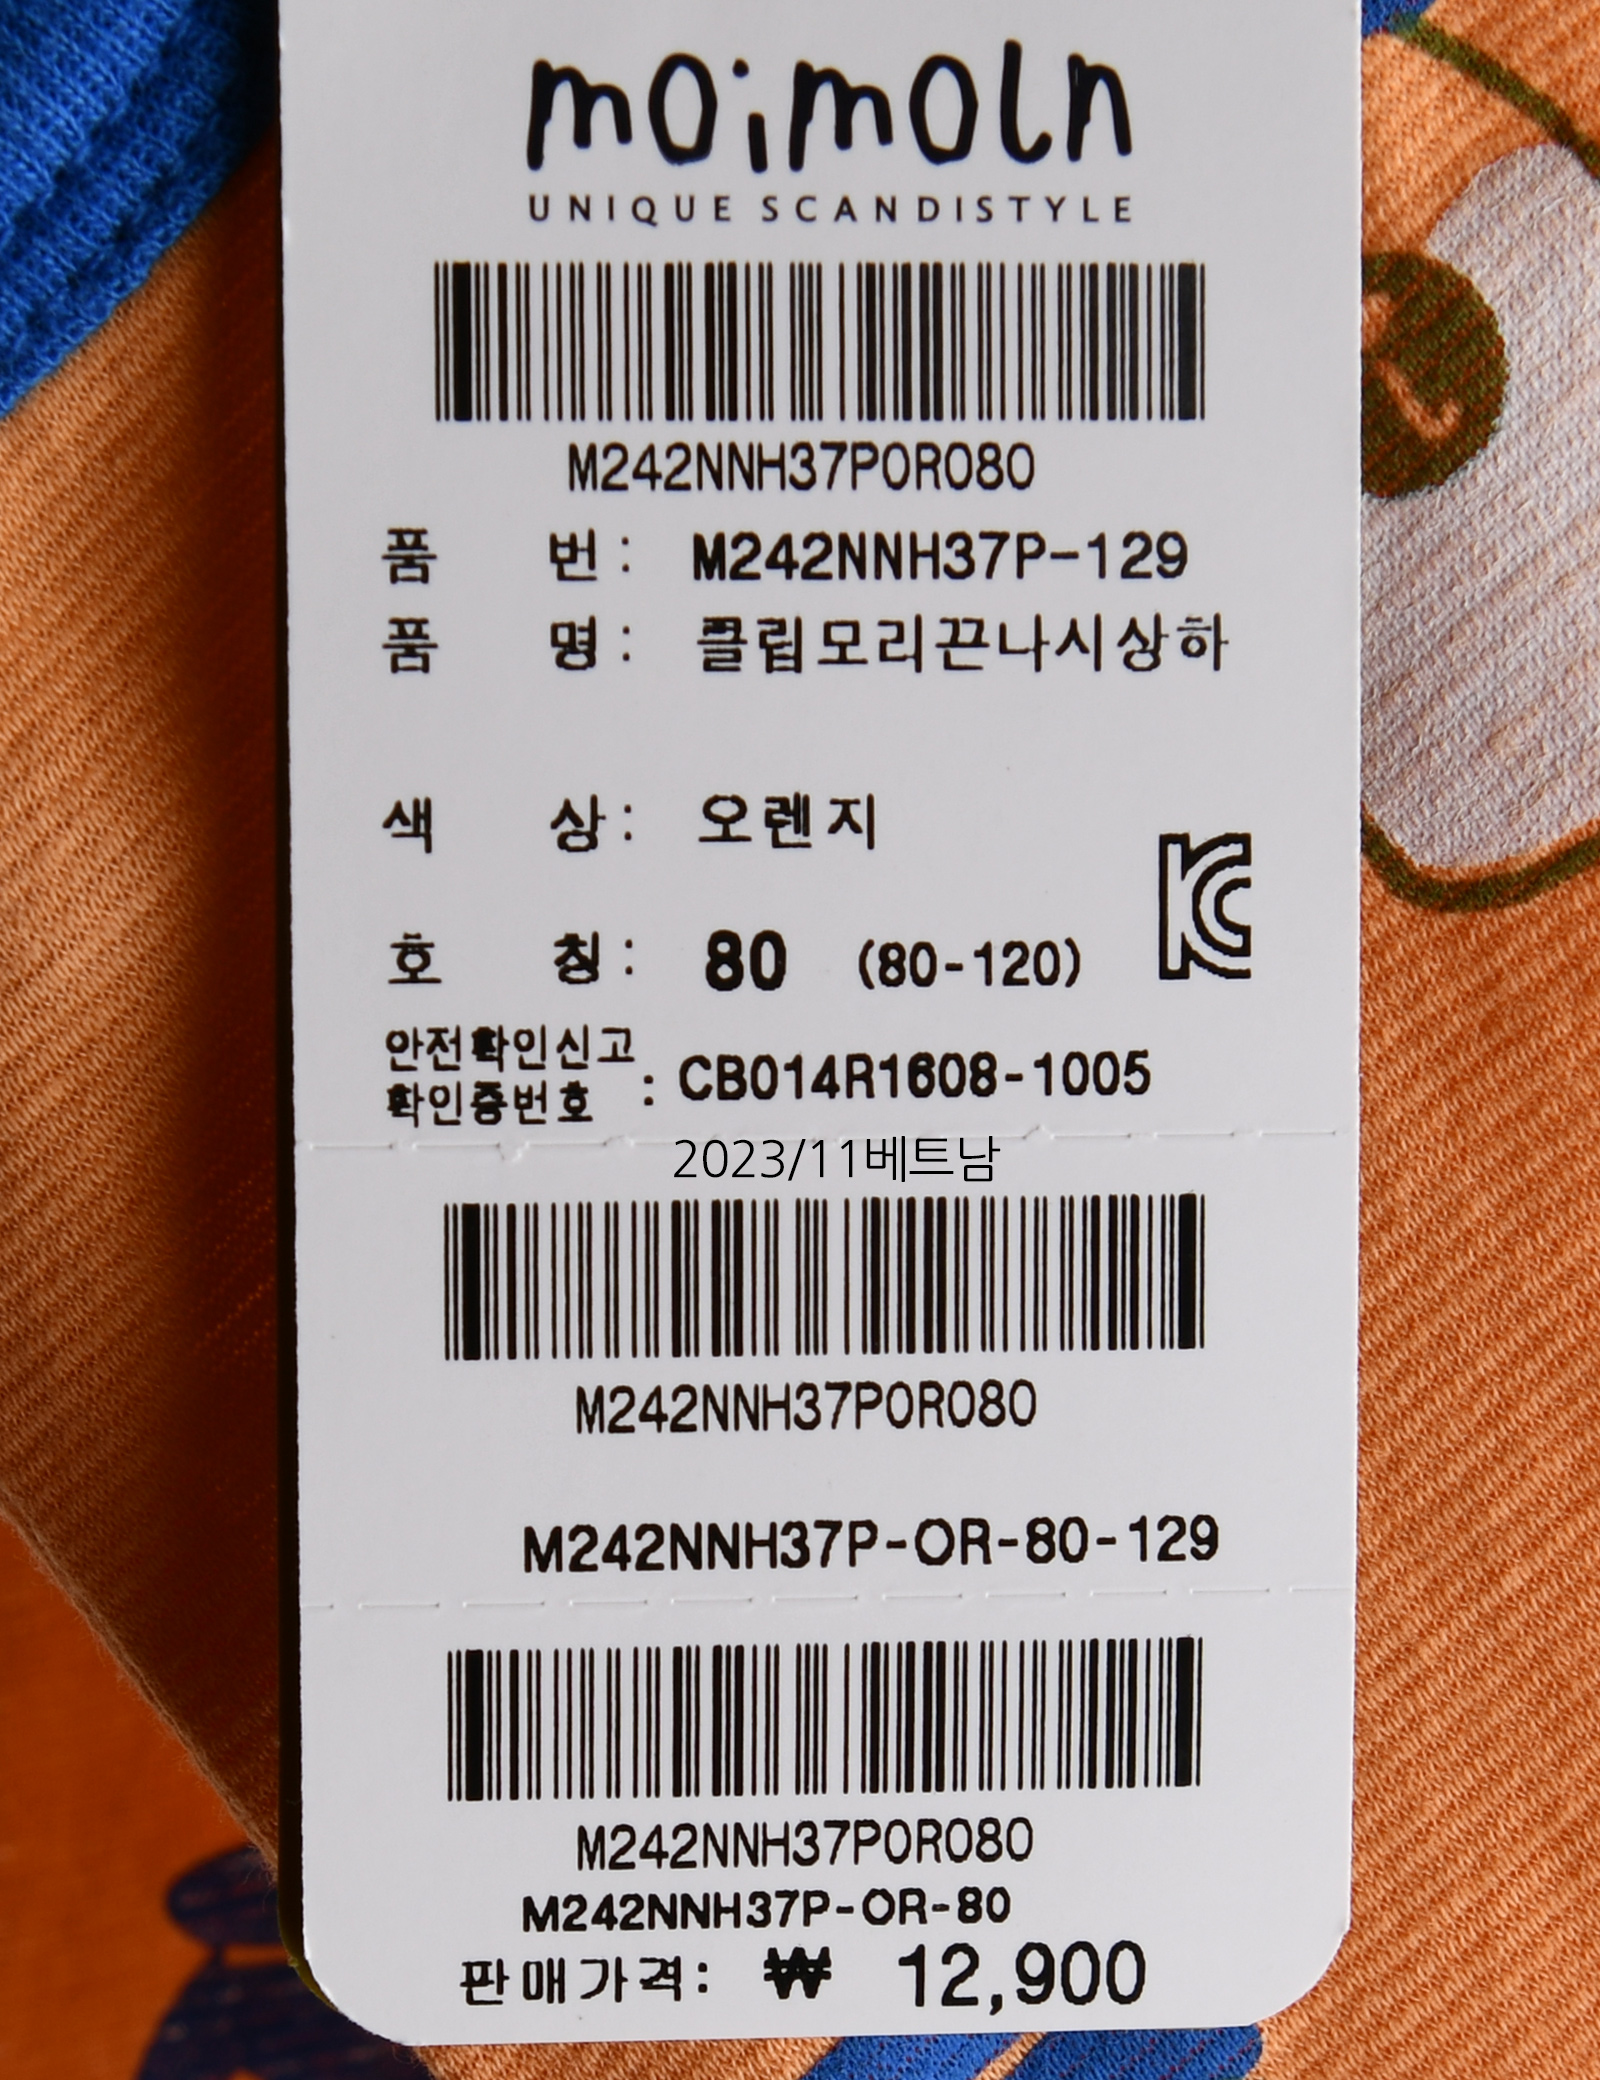 moimoln
UNIQUE SCANDISTYLE
M242NNH37POR080
품 번 : M242NNH37P-129
품 명 : 클립모리끈나시상하
색 상 : 오렌지
호 칭 : 80 (80-120)
안전확인신고
확인증번호 : CB014R1608-1005
2023/11베트남
M242NNH37POR080
M242NNH37P-OR-80-129
M242NNH37POR080
M242NNH37P-OR-80
판매가격: ₩ 12,900